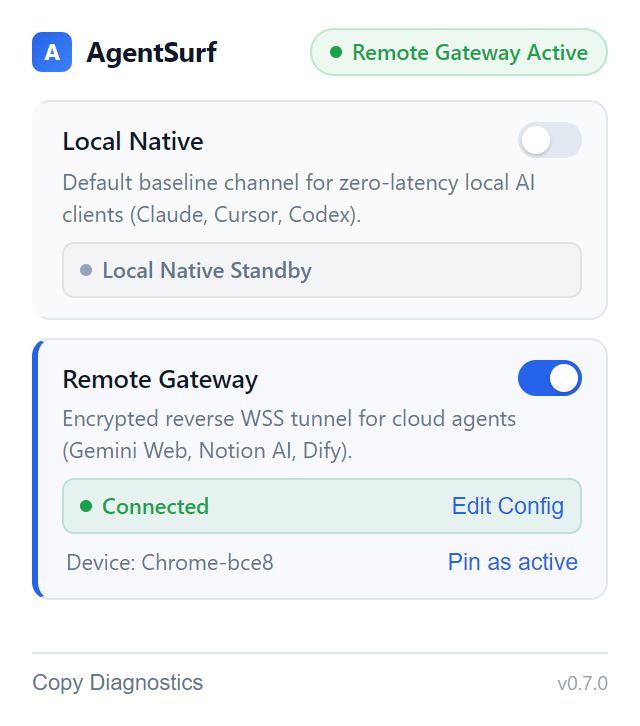 A AgentSurf
Remote Gateway Active
Local Native
Default baseline channel for zero-latency local AI
clients (Claude, Cursor, Codex).
Local Native Standby
Remote Gateway
Encrypted reverse WSS tunnel for cloud agents
(Gemini Web, Notion AI, Dify).
Connected Edit Config
Device: Chrome-bce8 Pin as active
Copy Diagnostics v0.7.0